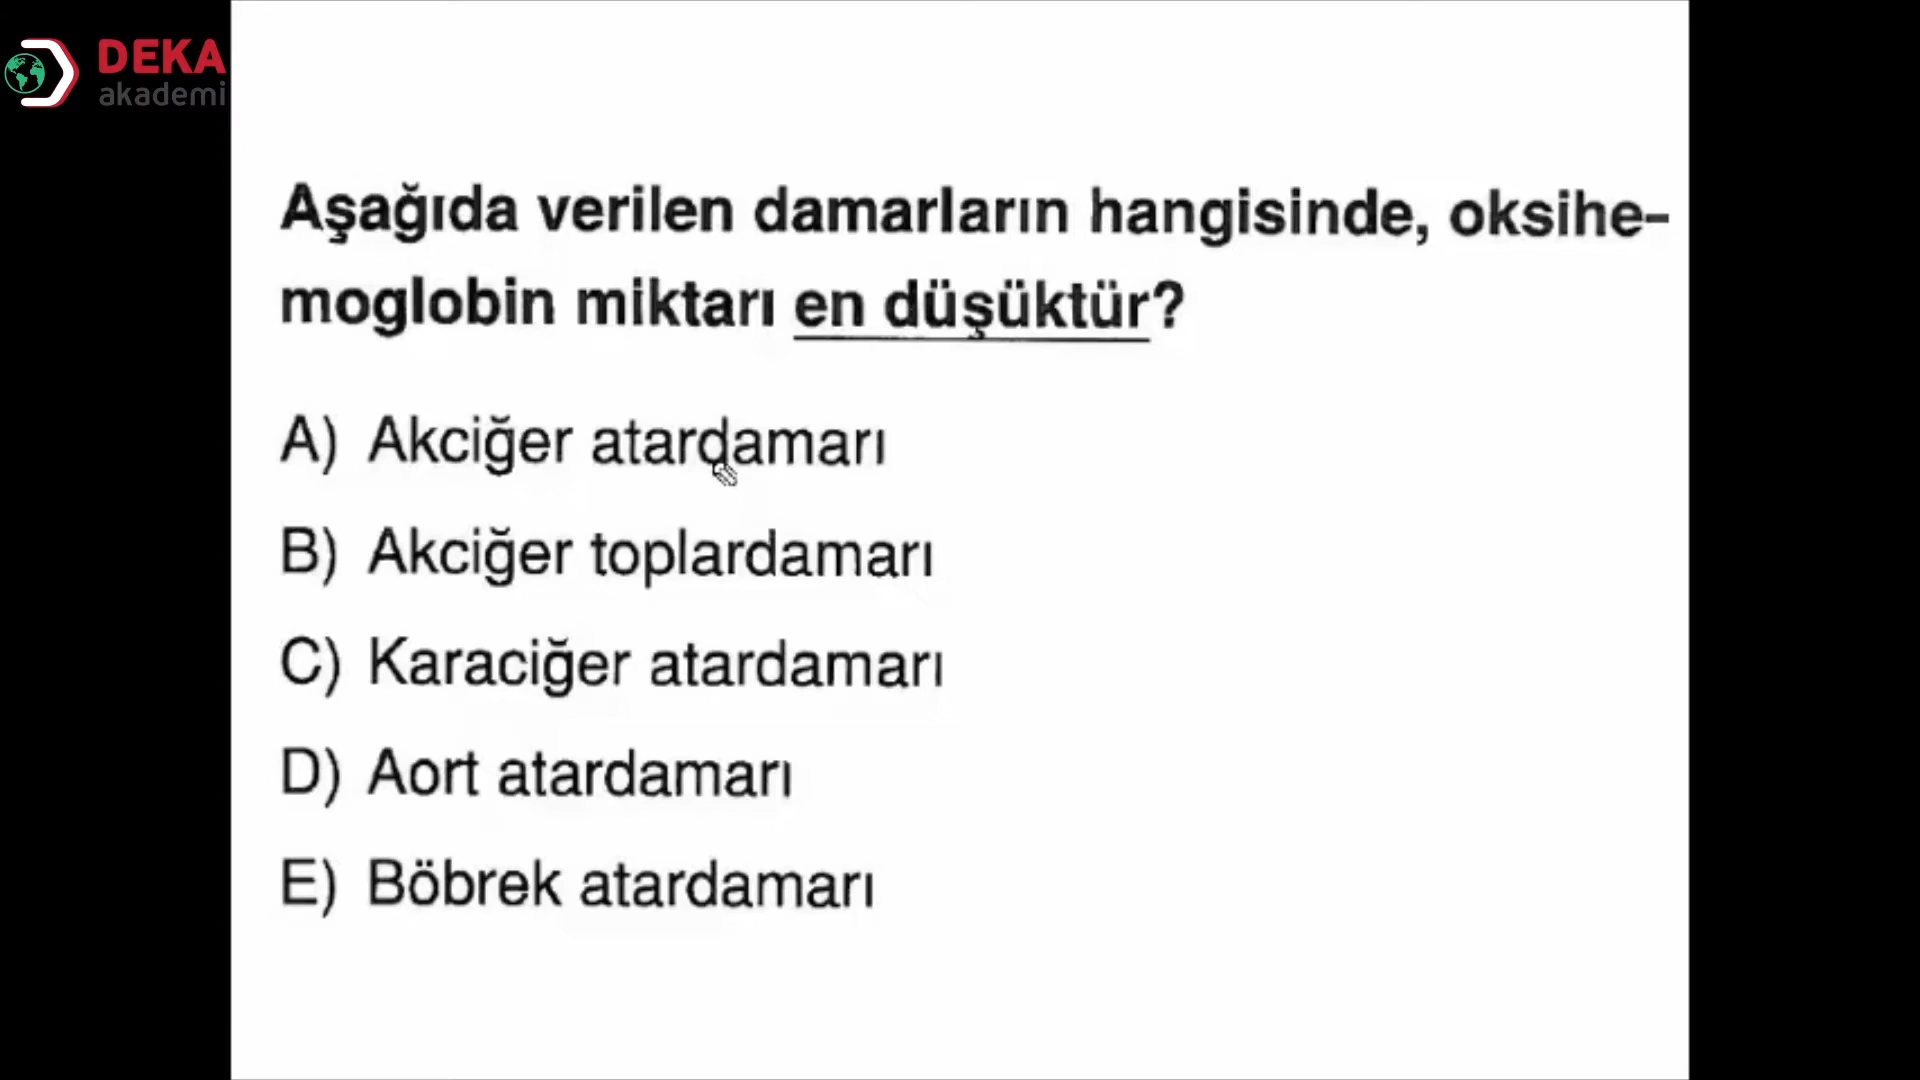 DEKA
akademi
Aşağıda verilen damarların hangisinde, oksihe-
moglobin miktarı en düşüktür?
A) Akciğer atardamarı
B) Akciğer toplardamarı
C) Karaciğer atardamarı
D) Aort atardamarı
E) Böbrek atardamarı